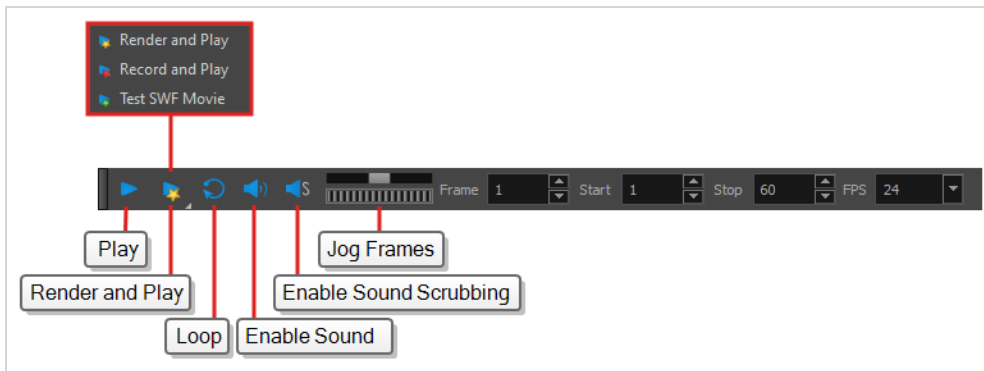 Render and Play
Record and Play
Test SWF Movie
S
Frame 1 Start 1 Stop 60 FPS 24
Play
Jog Frames
Render and Play
Enable Sound Scrubbing
Loop
Enable Sound